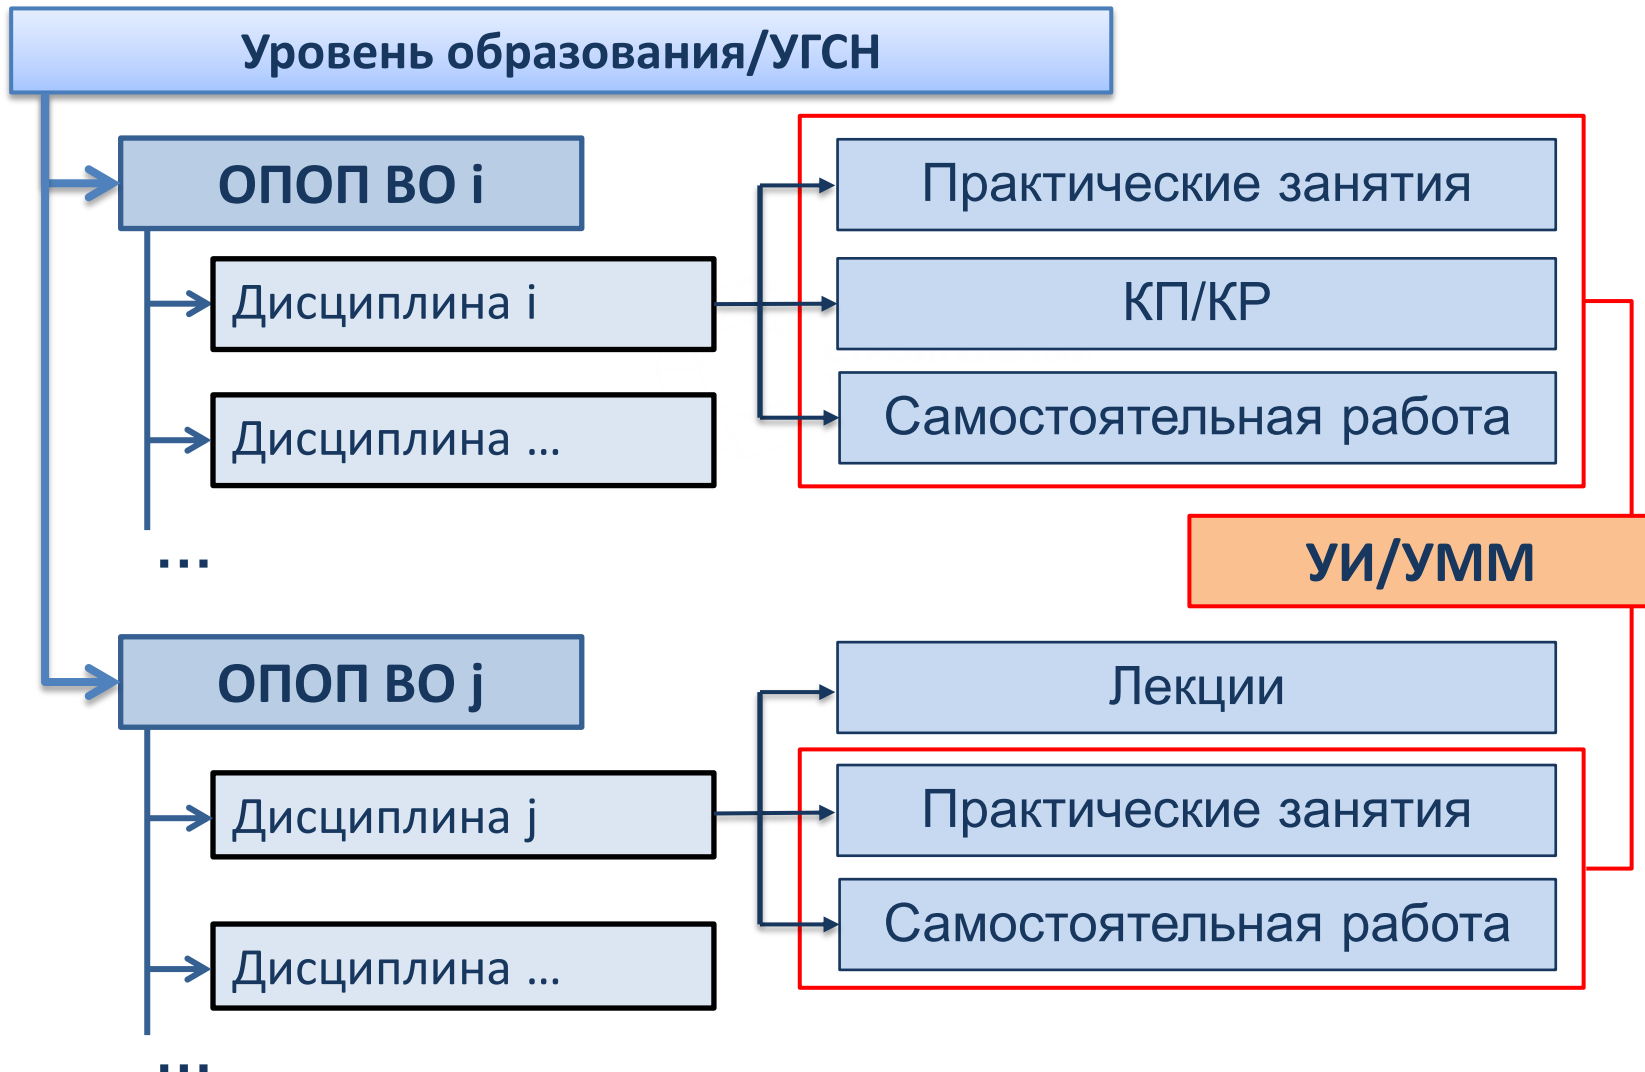 Уровень образования/УГСН
ОПОП ВО i
Практические занятия
Дисциплина i
КП/КР
Дисциплина ...
Самостоятельная работа
...
УИ/УММ
ОПОП ВО j
Лекции
Дисциплина j
Практические занятия
Самостоятельная работа
Дисциплина ...
...